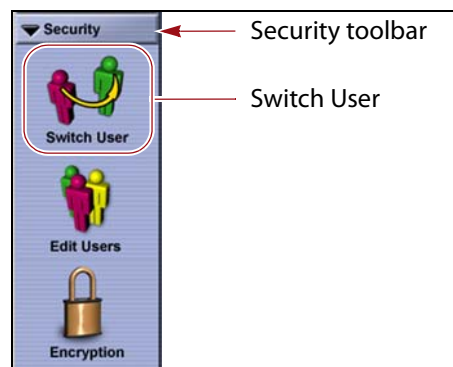 Security
Security toolbar
Switch User
Switch User
Edit Users
Encryption